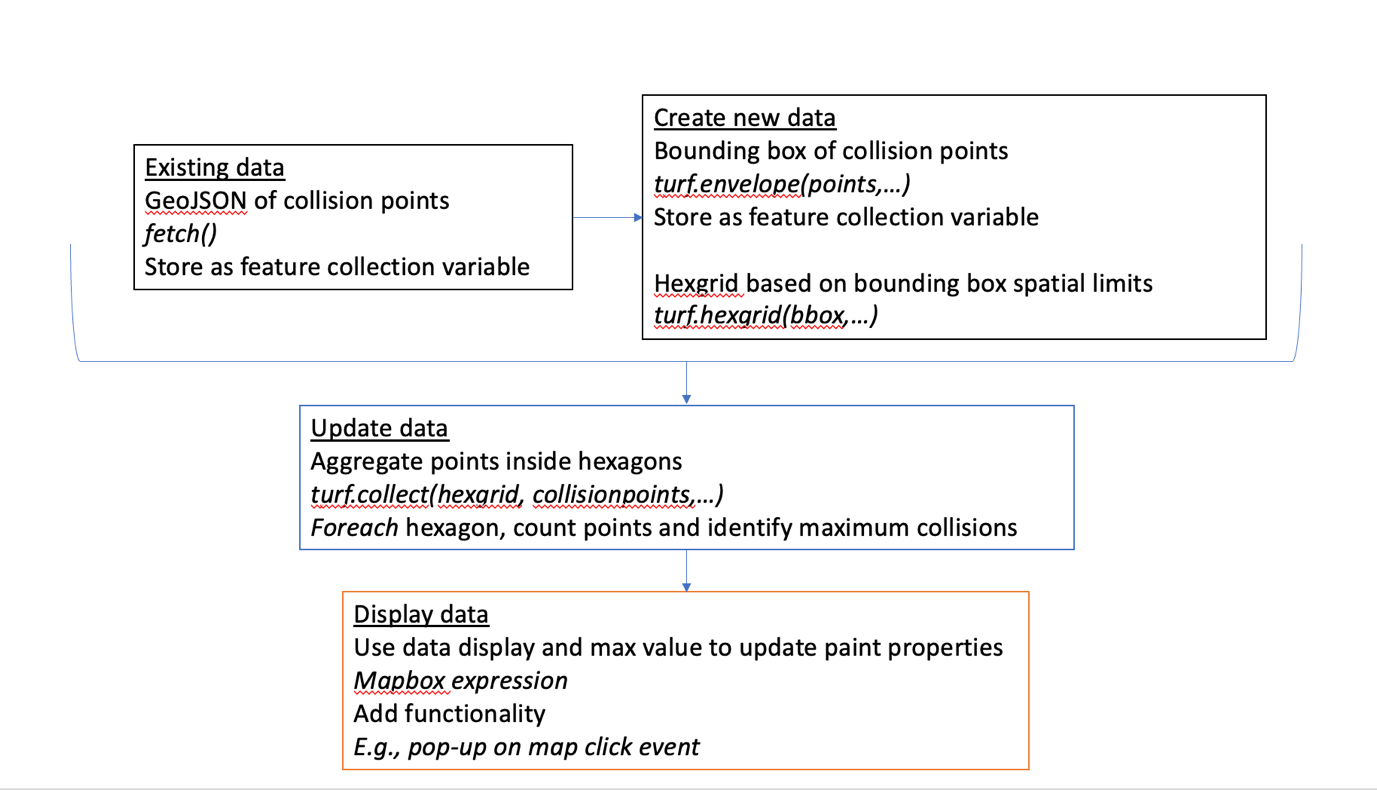 Existing data
GeoJSON of collision points
fetch()
Store as feature collection variable
Create new data
Bounding box of collision points
turf.envelope(points,...)
Store as feature collection variable
Hexgrid based on bounding box spatial limits
turf.hexgrid(bbox,...)
Update data
Aggregate points inside hexagons
turf.collect(hexgrid, collisionpoints,...)
Foreach hexagon, count points and identify maximum collisions
Display data
Use data display and max value to update paint properties
Mapbox expression
Add functionality
E.g., pop-up on map click event